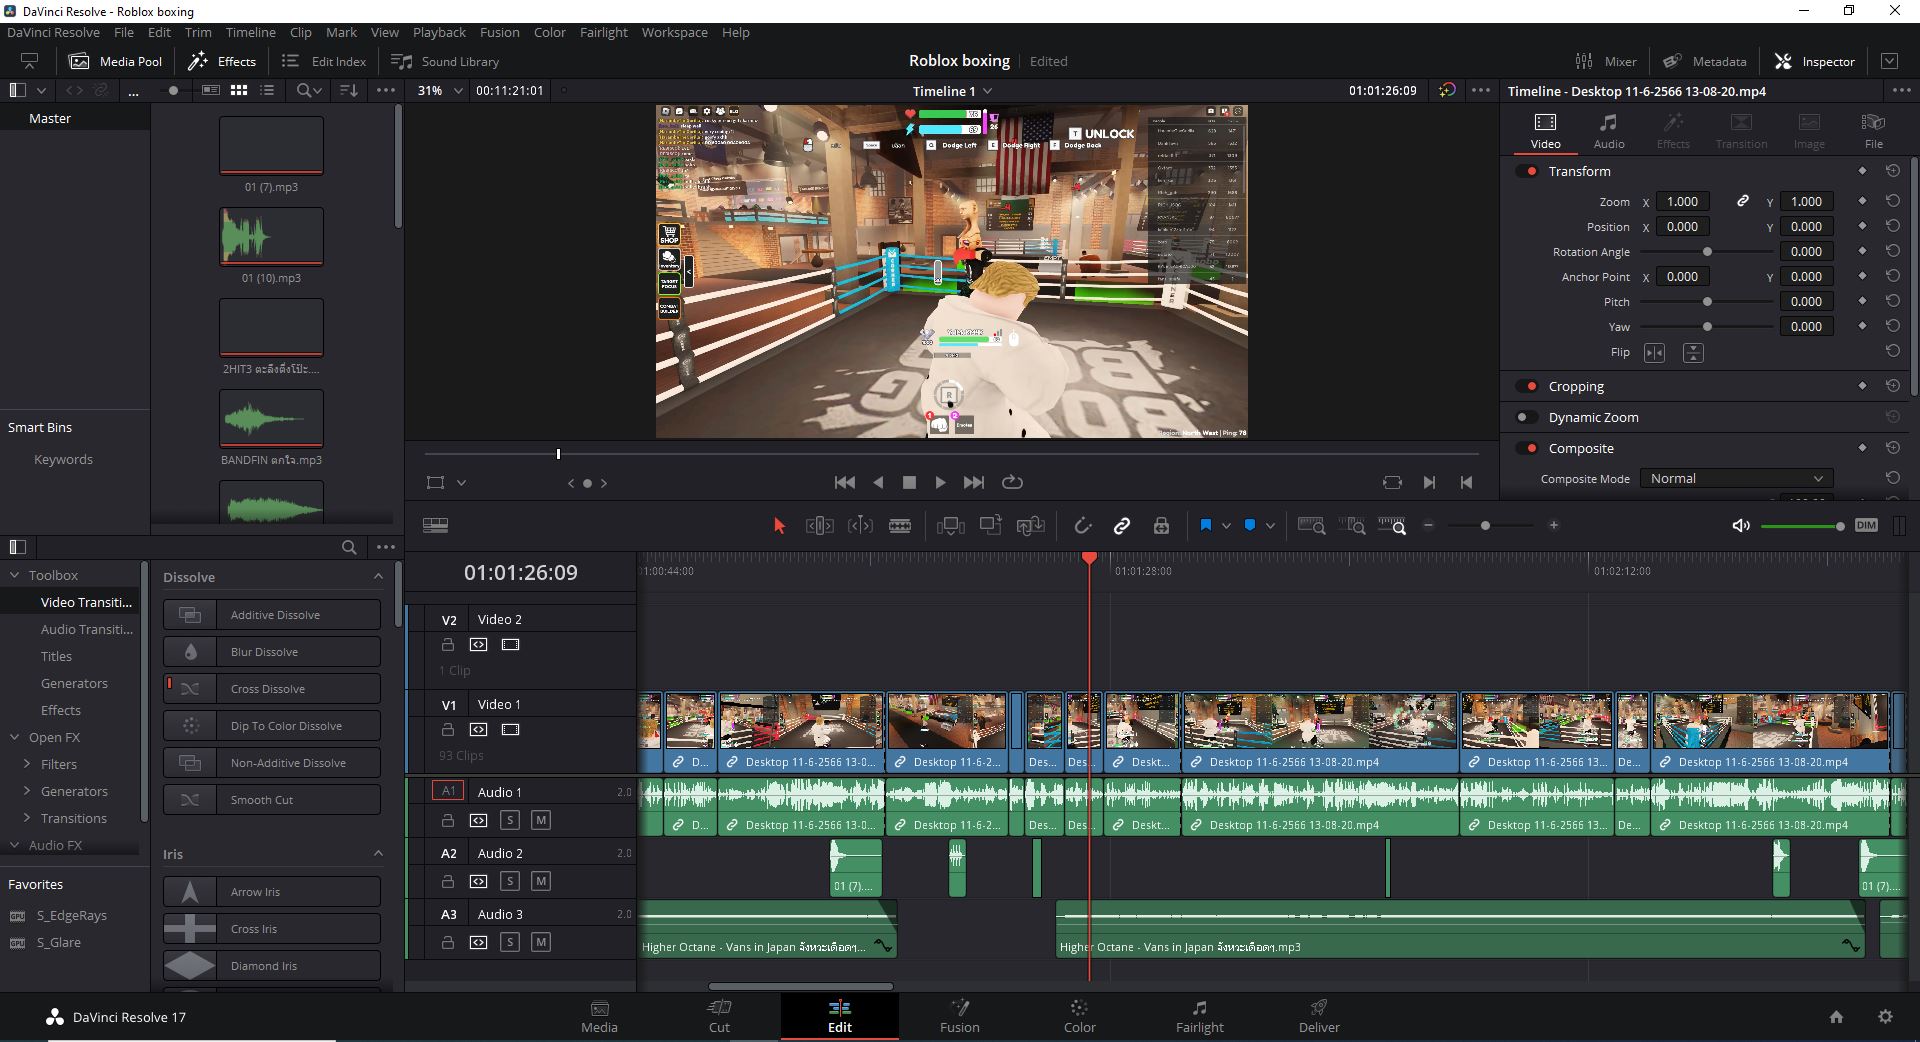 DaVinci Resolve - Roblox boxing
DaVinci Resolve File Edit Trim Timeline Clip Mark View Playback Fusion Color Fairlight Workspace Help
Media Pool Effects Edit Index Sound Library
Roblox boxing Edited
Mixer Metadata Inspector
31% 00:11:21:01
Timeline 1
01:01:26:09
Timeline - Desktop 11-6-2566 13-08-20.mp4
Master
01 (7).mp3
01 (10).mp3
2HIT3 ตะลึงตึ่งโป๊ะ....
BANDFIN ตกใจ.mp3
Smart Bins
Keywords
T UNLOCK
Q Dodge Left E Dodge Right F Dodge Back
SHOP
Inventory
TARGET FOCUS
COMBAT BUILDER
R
1 2
Emotes
Region: North West | Ping: 78
Video Audio Effects Transition Image File
Transform
Zoom X 1.000 Y 1.000
Position X 0.000 Y 0.000
Rotation Angle 0.000
Anchor Point X 0.000 Y 0.000
Pitch 0.000
Yaw 0.000
Flip
Cropping
Dynamic Zoom
Composite
Composite Mode Normal
DIM
Toolbox
Video Transiti...
Audio Transiti...
Titles
Generators
Effects
Open FX
Filters
Generators
Transitions
Audio FX
Favorites
S_EdgeRays
S_Glare
Dissolve
Additive Dissolve
Blur Dissolve
Cross Dissolve
Dip To Color Dissolve
Non-Additive Dissolve
Smooth Cut
Iris
Arrow Iris
Cross Iris
Diamond Iris
01:01:26:09
01:00:44:00 01:01:28:00 01:02:12:00
V2 Video 2
1 Clip
V1 Video 1
93 Clips
D... Desktop 11-6-2566 13-0... Desktop 11-6-2... Des... Des... Deskt... Desktop 11-6-2566 13-08-20.mp4 Desktop 11-6-2566 13-... De... Desktop 11-6-2566 13-08-20.mp4
A1 Audio 1 2.0
S M
D... Desktop 11-6-2566 13-0... Desktop 11-6-2... Des... Des... Deskt... Desktop 11-6-2566 13-08-20.mp4 Desktop 11-6-2566 13-... De... Desktop 11-6-2566 13-08-20.mp4
A2 Audio 2 2.0
S M
01 (7).... 01 (7)....
A3 Audio 3 2.0
S M
Higher Octane - Vans in Japan จังหวะเดือดๆ... Higher Octane - Vans in Japan จังหวะเดือดๆ.mp3
DaVinci Resolve 17
Media Cut Edit Fusion Color Fairlight Deliver